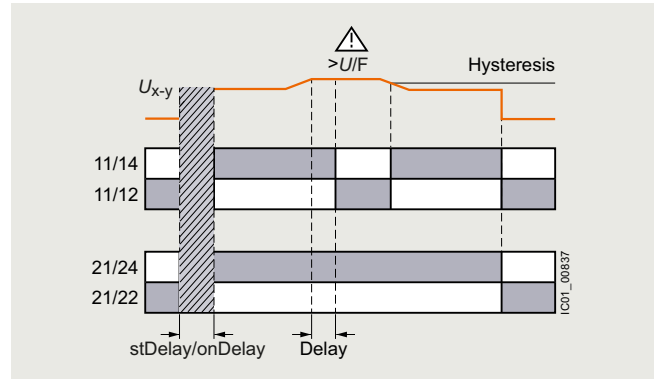 >U/F
Hysteresis
Ux-y
11/14
11/12
21/24
21/22
IC01_00837
stDelay/onDelay
Delay